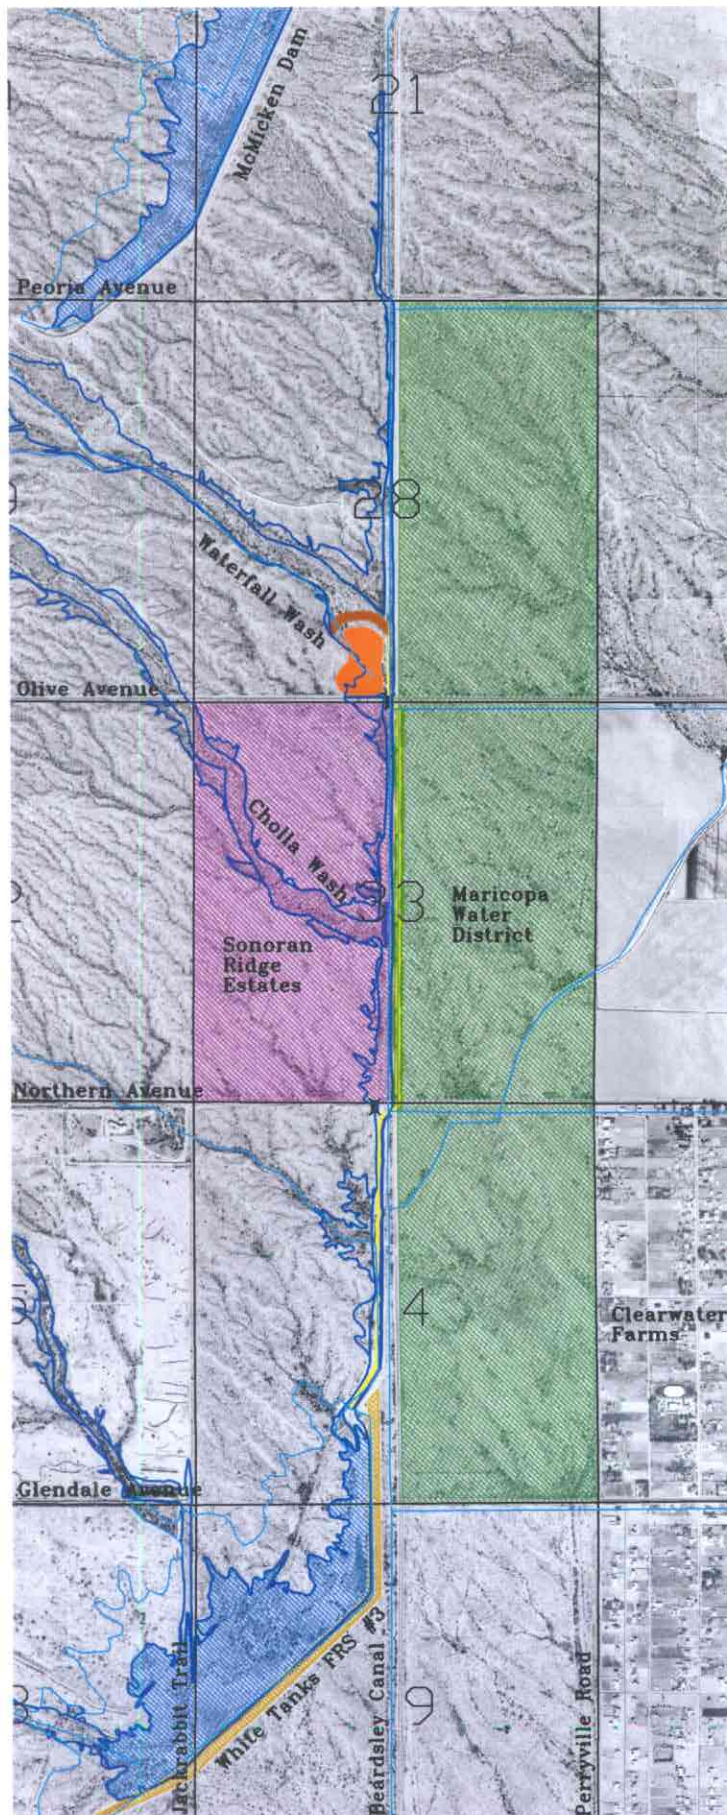 McMicken Dam
21
Peoria Avenue
28
Waterfall Wash
Olive Avenue
Cholla Wash
33
Maricopa
Water
District
Sonoran
Ridge
Estates
Northern Avenue
4
Clearwater
Farms
Glendale Avenue
Jackrabbit Trail
White Tanks FRS #3
Beardsley Canal
9
Perryville Road